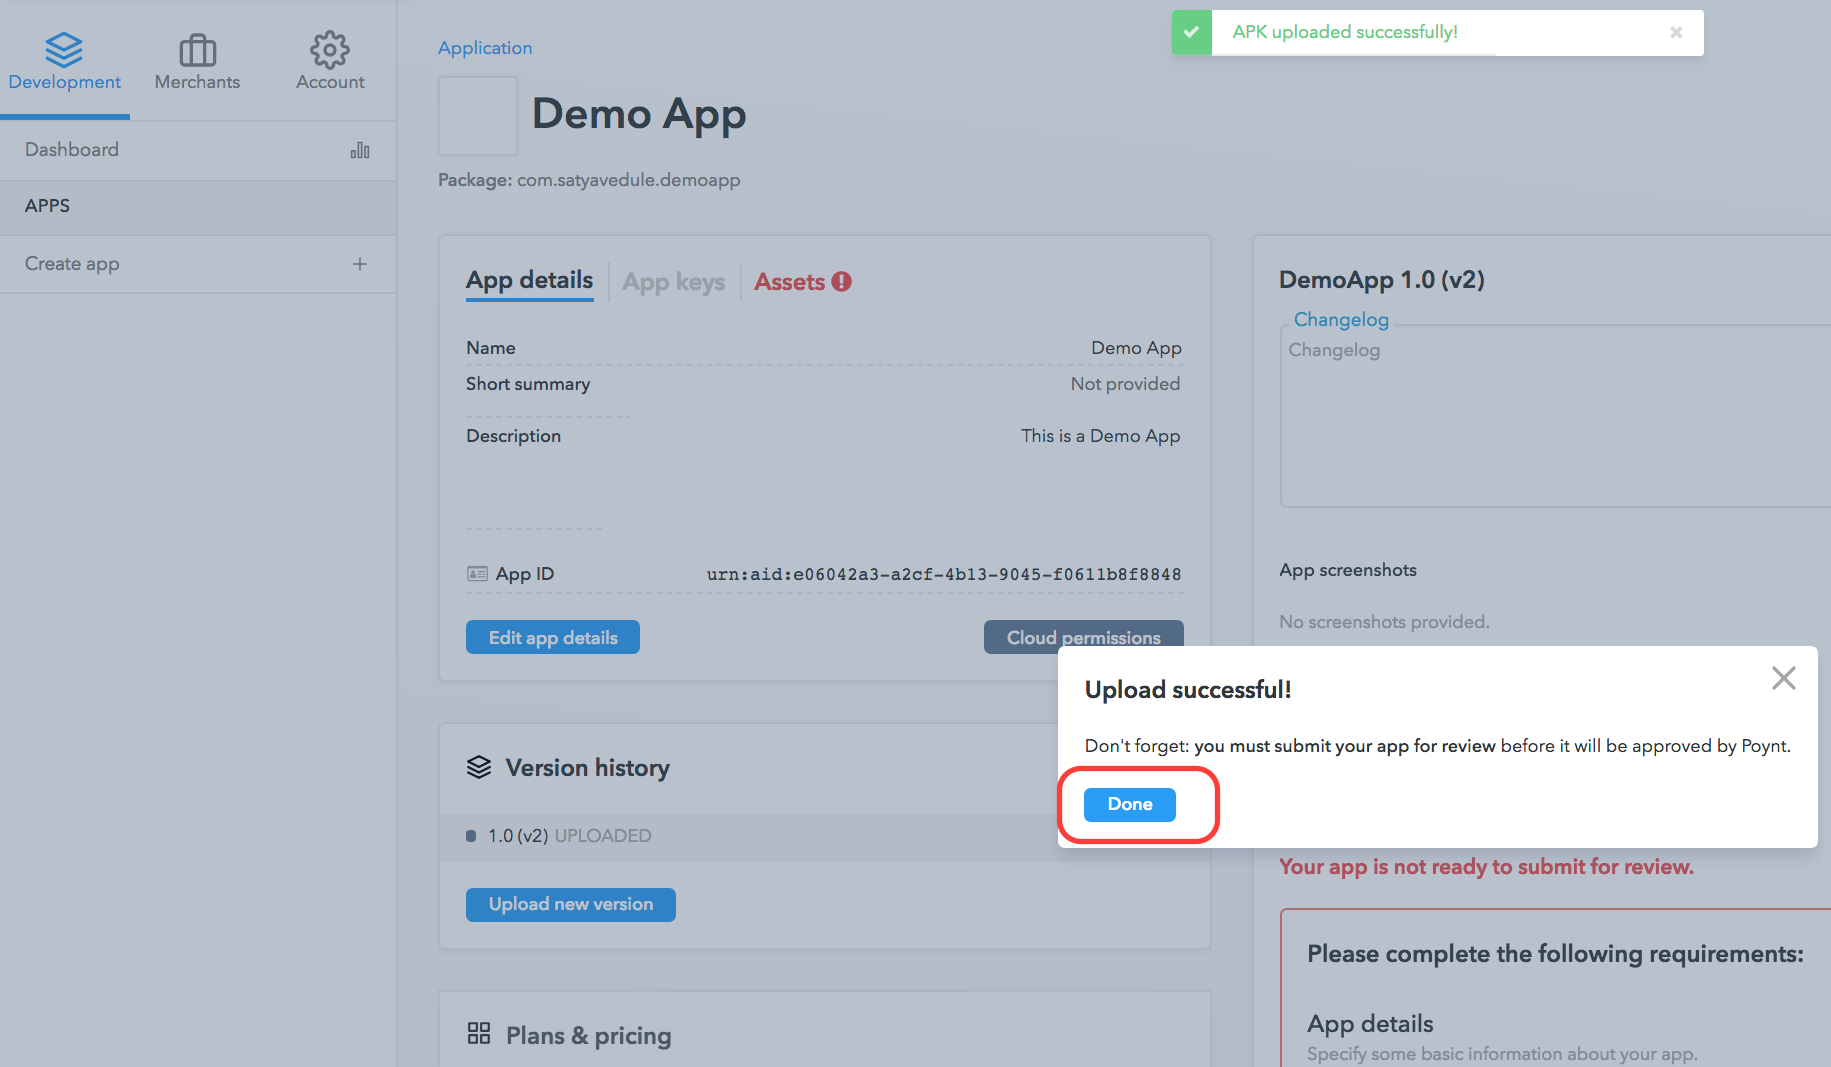 APK uploaded successfully!
Development
Merchants
Account
Dashboard
APPS
Create app
Application
Demo App
Package: com.satyavedule.demoapp
App details
App keys
Assets
Name
Demo App
Short summary
Not provided
Description
This is a Demo App
App ID
urn:aid:e06042a3-a2cf-4b13-9045-f0611b8f8848
Edit app details
Cloud permissions
Version history
1.0 (v2) UPLOADED
Upload new version
Plans & pricing
DemoApp 1.0 (v2)
Changelog
Changelog
App screenshots
No screenshots provided.
Upload successful!
Don't forget: you must submit your app for review before it will be approved by Poynt.
Done
Your app is not ready to submit for review.
Please complete the following requirements:
App details
Specify some basic information about your app.